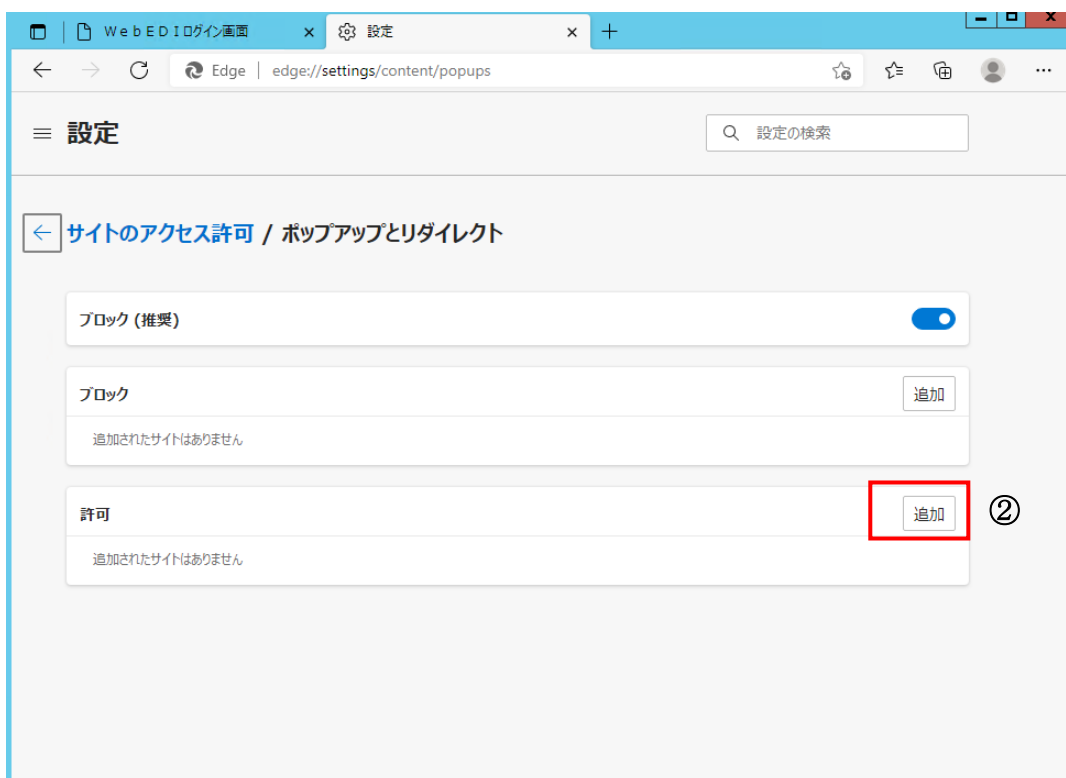 ＷｅｂＥＤＩログイン画面
設定
Edge | edge://settings/content/popups
設定
設定の検索
サイトのアクセス許可 / ポップアップとリダイレクト
ブロック (推奨)
ブロック
追加
追加されたサイトはありません
許可
追加
②
追加されたサイトはありません